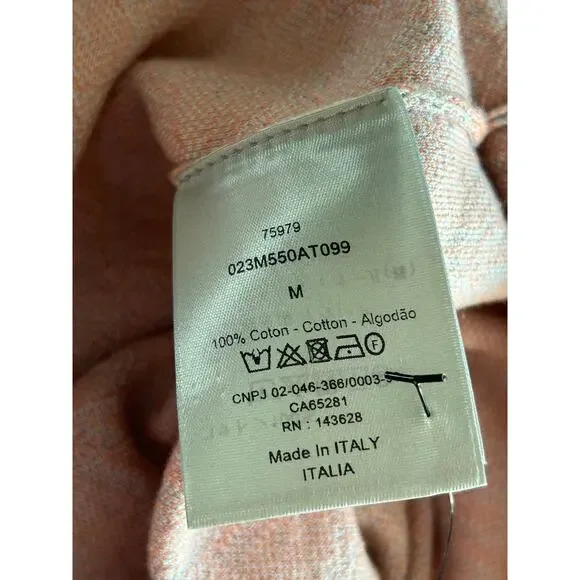 75979
023M550AT099
M
100% Coton - Cotton - Algodão
F
CNPJ 02-046-366/0003-
CA65281
RN : 143628
Made In ITALY
ITALIA